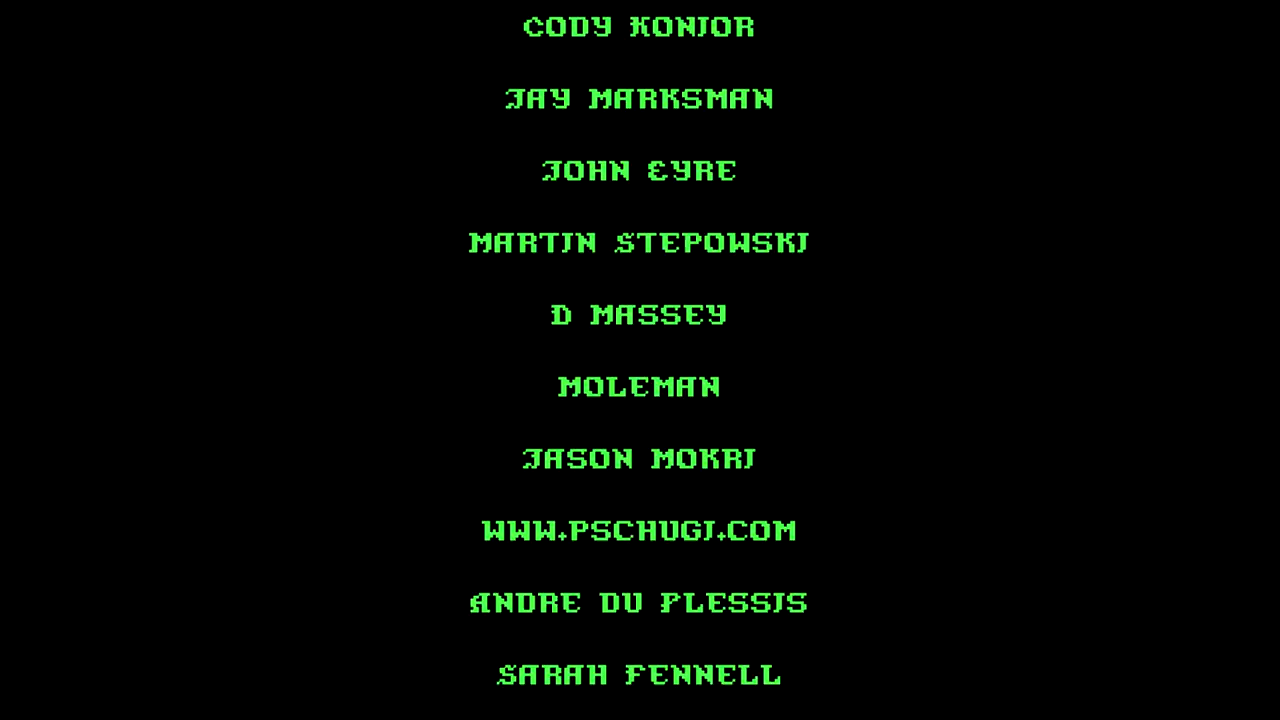 CODY KONIOR
JAY MARKSMAN
JOHN EYRE
MARTIN STEPOWSKI
D MASSEY
MOLEMAN
JASON MOKRI
WWW.PSCHUGI.COM
ANDRE DU PLESSIS
SARAH FENNELL